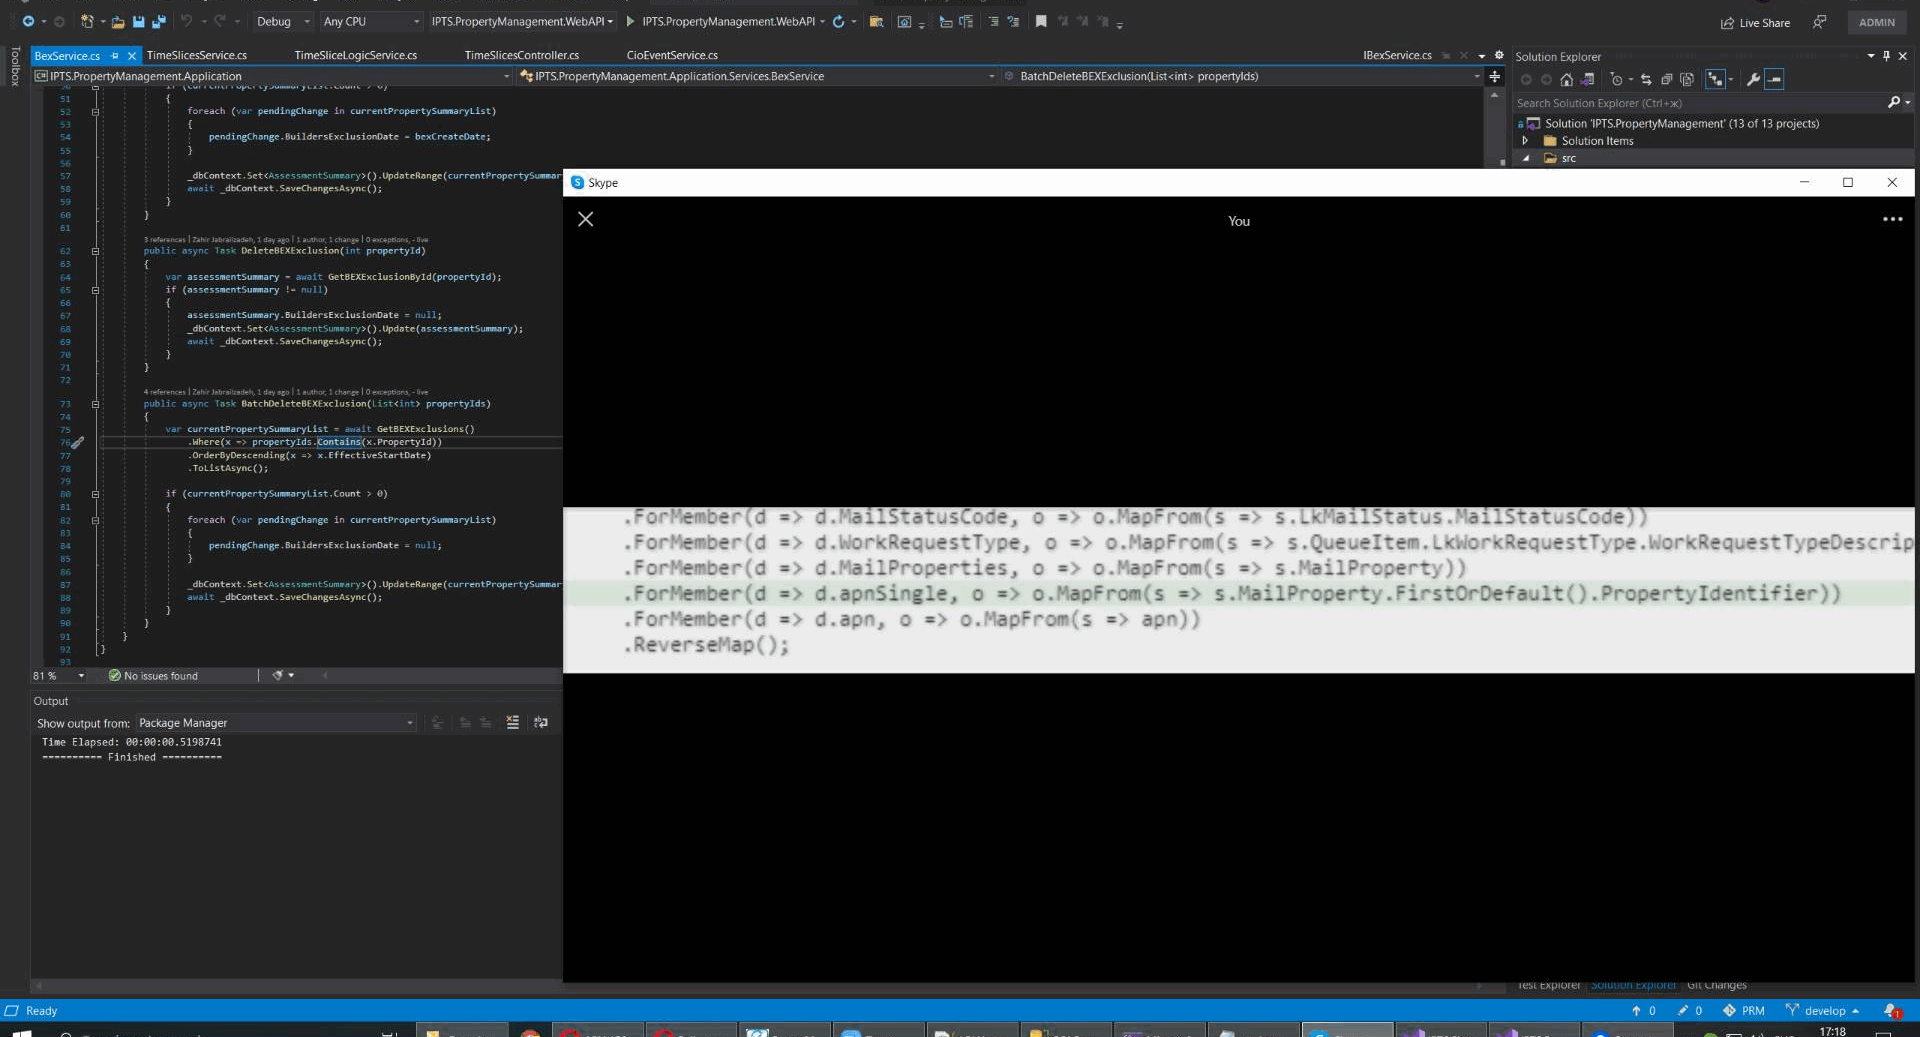 Debug
Any CPU
IPTS.PropertyManagement.WebAPI
IPTS.PropertyManagement.WebAPI
Live Share
ADMIN
Toolbox
BexService.cs
TimeSlicesService.cs
TimeSliceLogicService.cs
TimeSlicesController.cs
CioEventService.cs
IBexService.cs
Solution Explorer
IPTS.PropertyManagement.Application
IPTS.PropertyManagement.Application.Services.BexService
BatchDeleteBEXExclusion(List<int> propertyIds)
Search Solution Explorer (Ctrl+ж)
Solution 'IPTS.PropertyManagement' (13 of 13 projects)
Solution Items
src
50 if (currentPropertySummaryList.Count > 0)
51 {
52 foreach (var pendingChange in currentPropertySummaryList)
53 {
54 pendingChange.BuildersExclusionDate = bexCreateDate;
55 }
56
57 _dbContext.Set<AssessmentSummary>().UpdateRange(currentPropertySummar
58 await _dbContext.SaveChangesAsync();
59 }
60 }
61
3 references | Zahir Jabrailzadeh, 1 day ago | 1 author, 1 change | 0 exceptions, - live
62 public async Task DeleteBEXExclusion(int propertyId)
63 {
64 var assessmentSummary = await GetBEXExclusionById(propertyId);
65 if (assessmentSummary != null)
66 {
67 assessmentSummary.BuildersExclusionDate = null;
68 _dbContext.Set<AssessmentSummary>().Update(assessmentSummary);
69 await _dbContext.SaveChangesAsync();
70 }
71 }
72
4 references | Zahir Jabrailzadeh, 1 day ago | 1 author, 1 change | 0 exceptions, - live
73 public async Task BatchDeleteBEXExclusion(List<int> propertyIds)
74 {
75 var currentPropertySummaryList = await GetBEXExclusions()
76 .Where(x => propertyIds.Contains(x.PropertyId))
77 .OrderByDescending(x => x.EffectiveStartDate)
78 .ToListAsync();
79
80 if (currentPropertySummaryList.Count > 0)
81 {
82 foreach (var pendingChange in currentPropertySummaryList)
83 {
84 pendingChange.BuildersExclusionDate = null;
85 }
86
87 _dbContext.Set<AssessmentSummary>().UpdateRange(currentPropertySummar
88 await _dbContext.SaveChangesAsync();
89 }
90 }
91 }
92 }
93
Skype
You
.ForMember(d => d.MailStatusCode, o => o.MapFrom(s => s.LkMailStatus.MailStatusCode))
.ForMember(d => d.WorkRequestType, o => o.MapFrom(s => s.QueueItem.LkWorkRequestType.WorkRequestTypeDescrip
.ForMember(d => d.MailProperties, o => o.MapFrom(s => s.MailProperty))
.ForMember(d => d.apnSingle, o => o.MapFrom(s => s.MailProperty.FirstOrDefault().PropertyIdentifier))
.ForMember(d => d.apn, o => o.MapFrom(s => apn))
.ReverseMap();
81 %
No issues found
Output
Show output from: Package Manager
Time Elapsed: 00:00:00.5198741
========== Finished ==========
Test Explorer
Solution Explorer
Git Changes
Ready
0
0
PRM
develop
1
17:18